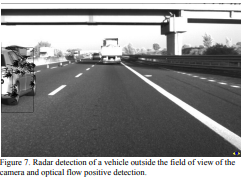 Figure 7. Radar detection of a vehicle outside the field of view of the
camera and optical flow positive detection.